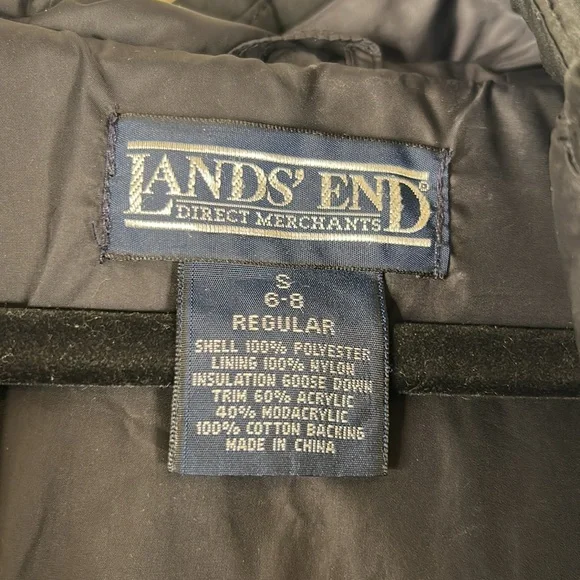 LANDS' END®
DIRECT MERCHANTS
S
6-8
REGULAR
SHELL 100% POLYESTER
LINING 100% NYLON
INSULATION GOOSE DOWN
TRIM 60% ACRYLIC
40% MODACRYLIC
100% COTTON BACKING
MADE IN CHINA